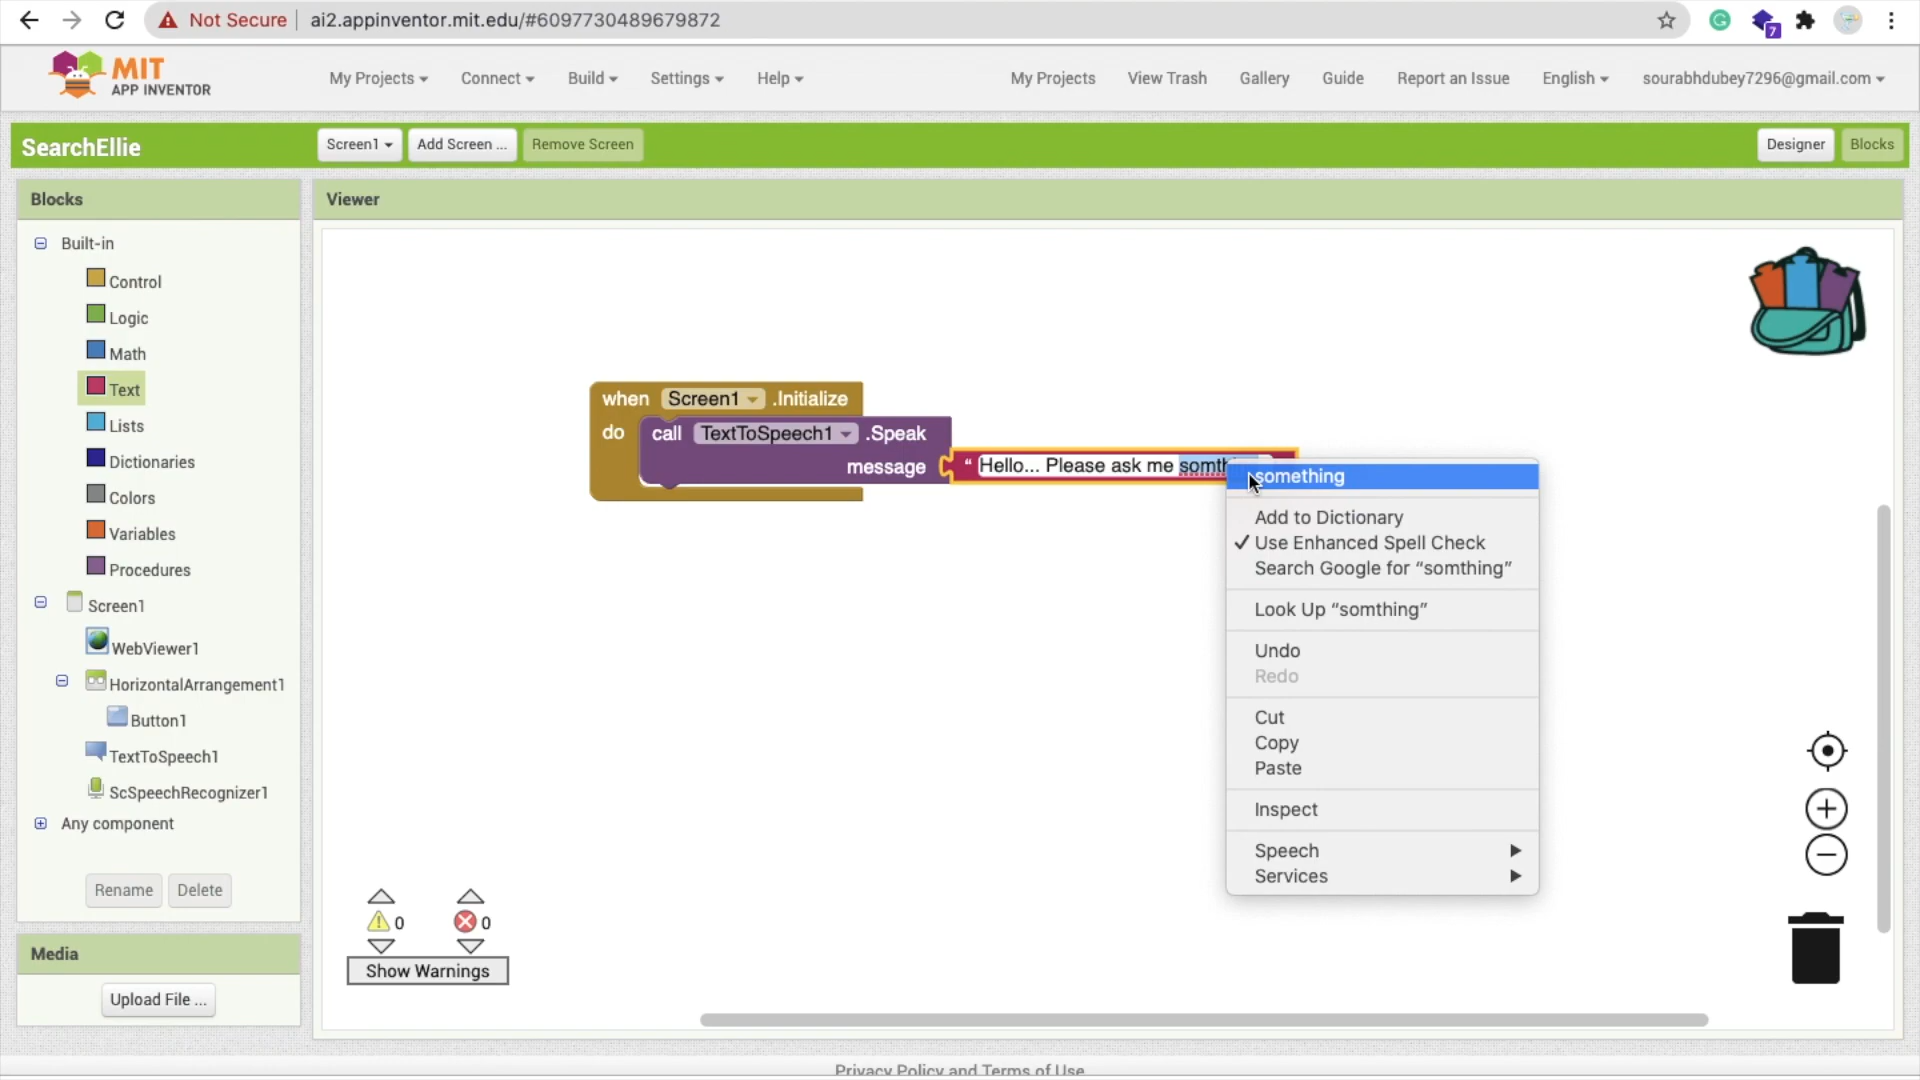 Not Secure ai2.appinventor.mit.edu/#6097730489679872
7
MIT
APP INVENTOR
My Projects Connect Build Settings Help My Projects View Trash Gallery Guide Report an Issue English sourabhdubey7296@gmail.com
SearchEllie Screen1 Add Screen ... Remove Screen Designer Blocks
Blocks
Viewer
Built-in
Control
Logic
Math
Text
Lists
Dictionaries
Colors
Variables
Procedures
Screen1
WebViewer1
HorizontalArrangement1
Button1
TextToSpeech1
ScSpeechRecognizer1
Any component
Rename Delete
Media
Upload File ...
when Screen1 .Initialize
do call TextToSpeech1 .Speak
message “ Hello... Please ask me
something
Add to Dictionary
✓ Use Enhanced Spell Check
Search Google for “somthing”
Look Up “somthing”
Undo
Redo
Cut
Copy
Paste
Inspect
Speech
Services
0 0
Show Warnings
Privacy Policy and Terms of Use